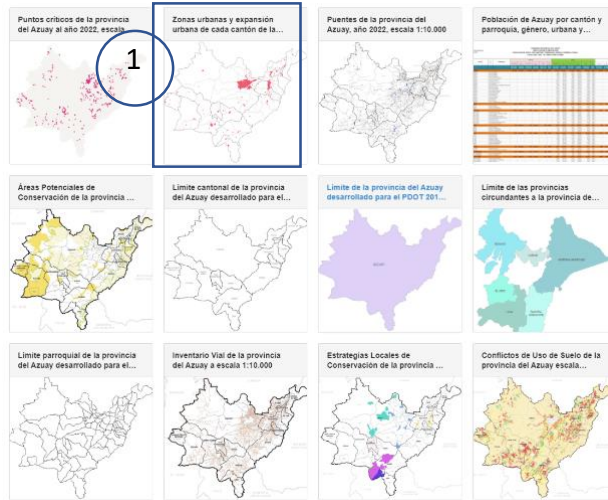 Puntos críticos de la provincia
del Azuay al año 2022, escala
1
Zonas urbanas y expansión
urbana de cada cantón de la...
Puentes de la provincia del
Azuay, año 2022, escala 1:10.000
Población de Azuay por cantón y
parroquia, género, urbana y...
Áreas Potenciales de
Conservación de la provincia ...
Límite cantonal de la provincia
del Azuay desarrollado para el...
Límite de la provincia del Azuay
desarrollado para el PDOT 201...
AZUAY
Límite de las provincias
circundantes a la provincia de...
Límite parroquial de la provincia
del Azuay desarrollado para el...
Inventario Vial de la provincia
del Azuay a escala 1:10.000
Estrategias Locales de
Conservación de la provincia ...
Conflictos de Uso de Suelo de la
provincia del Azuay escala...